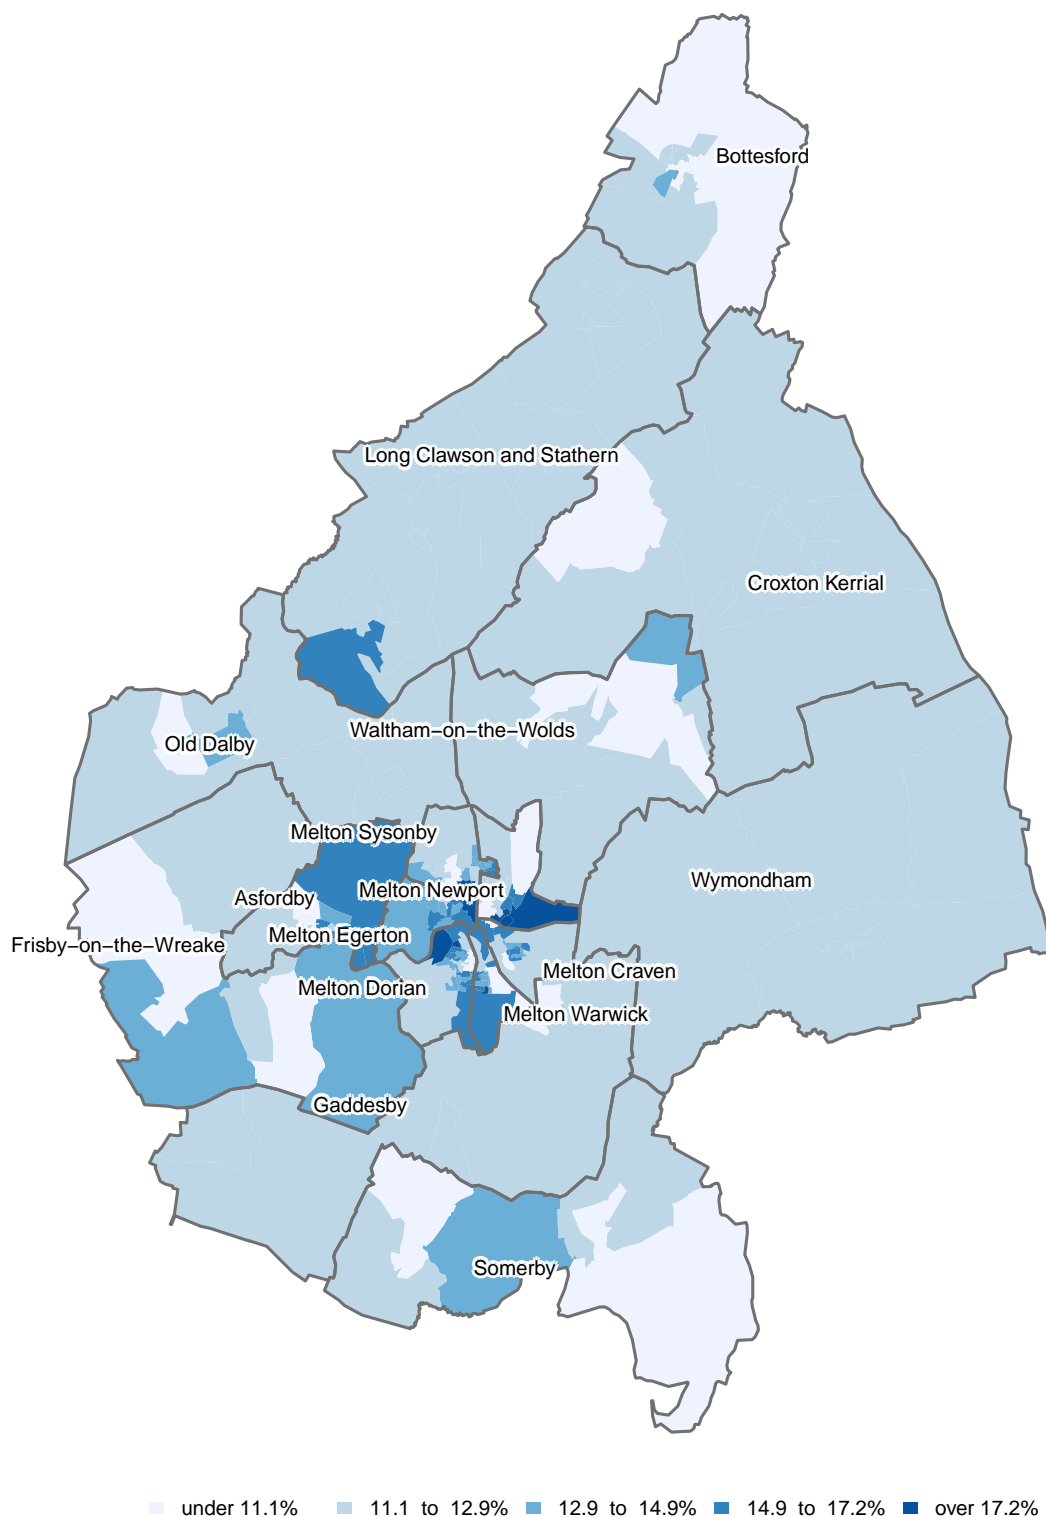 Bottesford
Long Clawson and Stathern
Croxton Kerrial
Waltham−on−the−Wolds
Old Dalby
Melton Sysonby
Wymondham
Melton Newport
Asfordby
Melton Egerton
Frisby−on−the−Wreake
Melton Craven
Melton Dorian
Melton Warwick
Gaddesby
Somerby
under 11.1% 11.1 to 12.9% 12.9 to 14.9% 14.9 to 17.2% over 17.2%